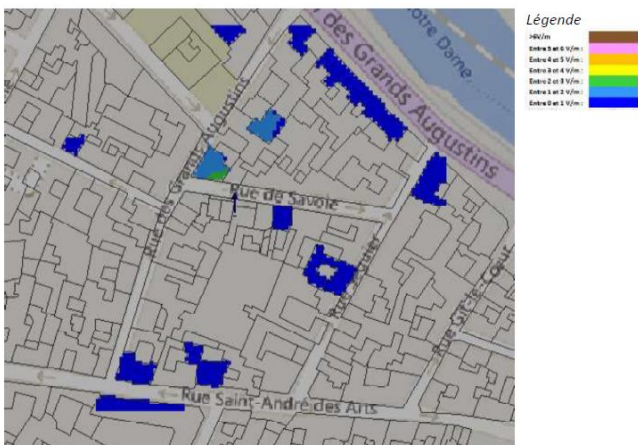 Légende
>6V/m
Entre 5 et 6 V/m :
Entre 4 et 5 V/m :
Entre 3 et 4 V/m :
Entre 2 et 3 V/m :
Entre 1 et 2 V/m :
Entre 0 et 1 V/m :
Notre Dame
des Grands Augustins
Rue des Grands Augustins
Rue de Savoie
Rue Séguier
Rue Gît-le-Cœur
Rue Saint-André des Arts